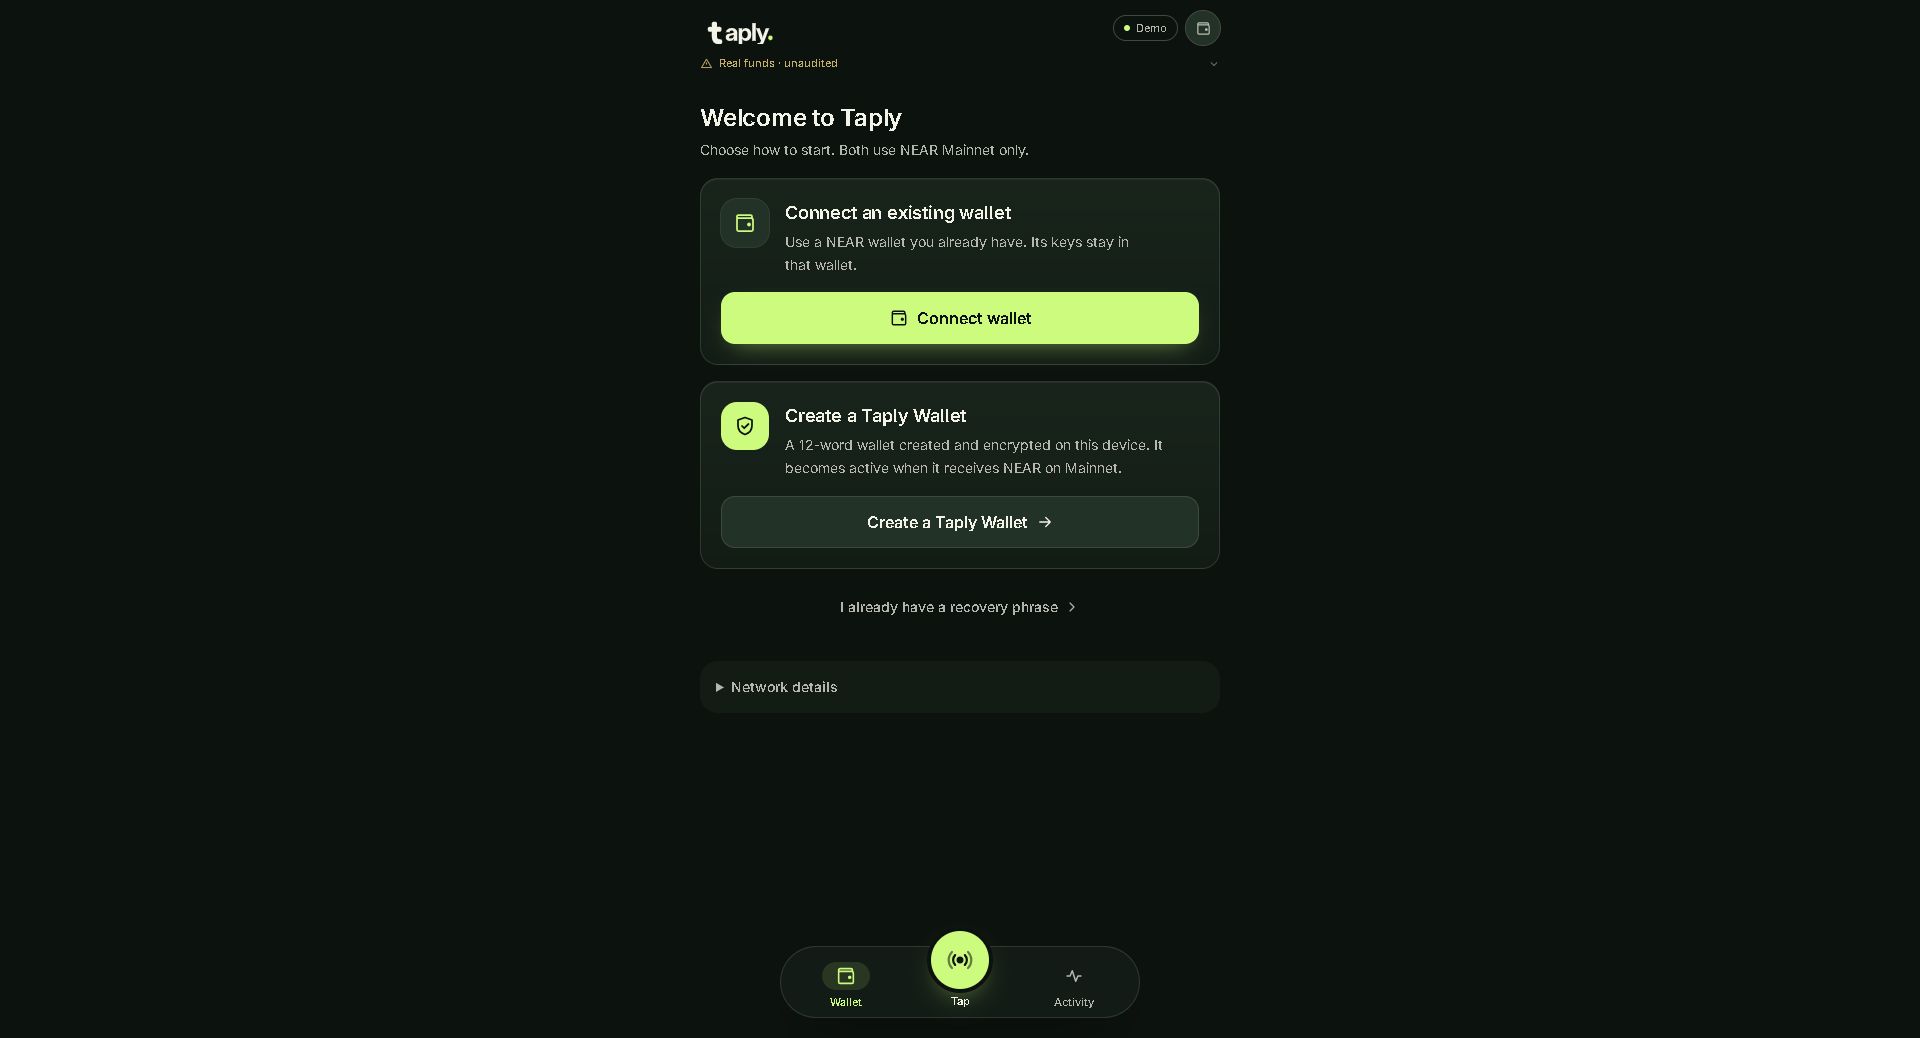 taply.
Demo
Real funds · unaudited
Welcome to Taply
Choose how to start. Both use NEAR Mainnet only.
Connect an existing wallet
Use a NEAR wallet you already have. Its keys stay in
that wallet.
Connect wallet
Create a Taply Wallet
A 12-word wallet created and encrypted on this device. It
becomes active when it receives NEAR on Mainnet.
Create a Taply Wallet
I already have a recovery phrase
Network details
Wallet
Tap
Activity